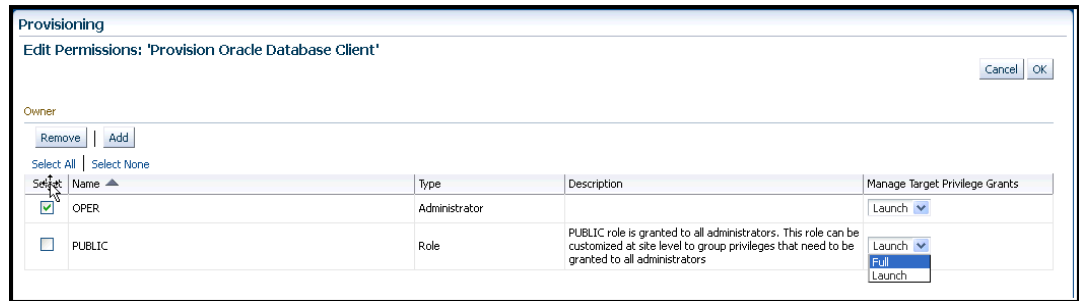 Provisioning
Edit Permissions: 'Provision Oracle Database Client'
Cancel OK
Owner
Remove Add
Select All Select None
Select Name Type Description Manage Target Privilege Grants
OPER Administrator Launch
PUBLIC Role PUBLIC role is granted to all administrators. This role can be customized at site level to group privileges that need to be granted to all administrators Launch
Full
Launch